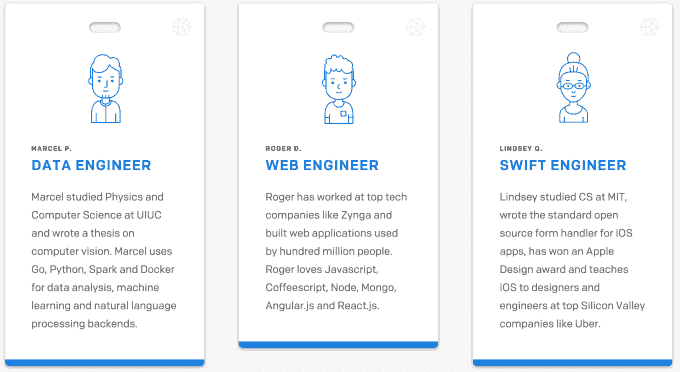 MARCEL P.
DATA ENGINEER
Marcel studied Physics and
Computer Science at UIUC
and wrote a thesis on
computer vision. Marcel uses
Go, Python, Spark and Docker
for data analysis, machine
learning and natural language
processing backends.
ROGER D.
WEB ENGINEER
Roger has worked at top tech
companies like Zynga and
built web applications used
by hundred million people.
Roger loves Javascript,
Coffeescript, Node, Mongo,
Angular.js and React.js.
LINDSEY Q.
SWIFT ENGINEER
Lindsey studied CS at MIT,
wrote the standard open
source form handler for iOS
apps, has won an Apple
Design award and teaches
iOS to designers and
engineers at top Silicon Valley
companies like Uber.